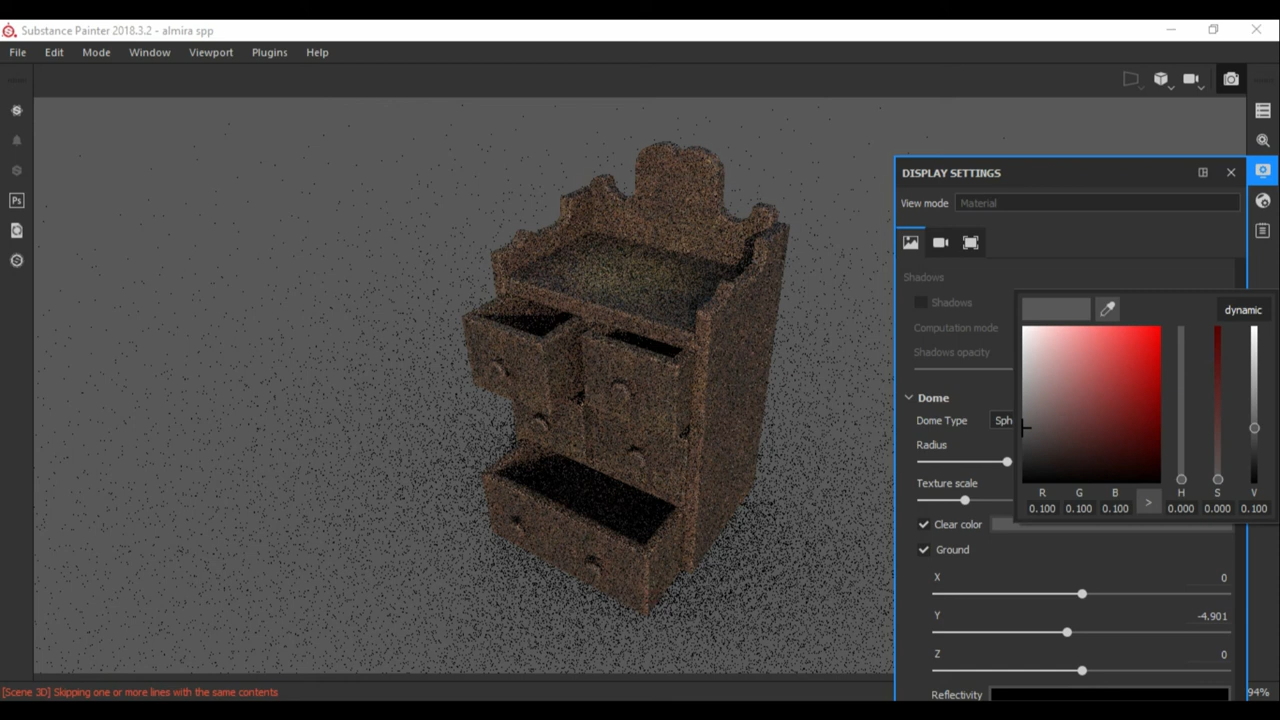 Substance Painter 2018.3.2 - almira spp
File Edit Mode Window Viewport Plugins Help
DISPLAY SETTINGS
View mode Material
Shadows
Shadows
Computation mode
Shadows opacity
dynamic
Dome
Dome Type Sph
Radius
Texture scale
R G B H S V
0.100 0.100 0.100 > 0.000 0.000 0.100
Clear color
Ground
X 0
Y -4.901
Z 0
Reflectivity
Ps
[Scene 3D] Skipping one or more lines with the same contents
94%